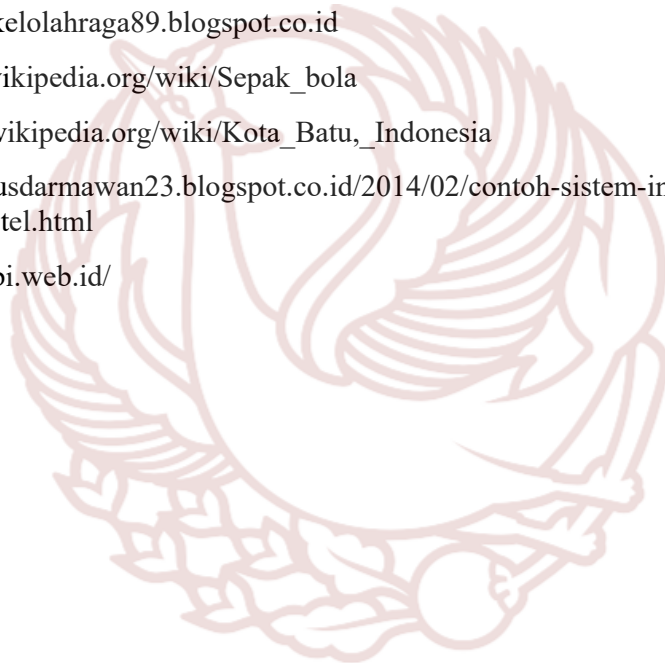 kelolahraga89.blogspot.co.id
wikipedia.org/wiki/Sepak_bola
wikipedia.org/wiki/Kota_Batu,_Indonesia
usdarmawan23.blogspot.co.id/2014/02/contoh-sistem-in
tel.html
bi.web.id/